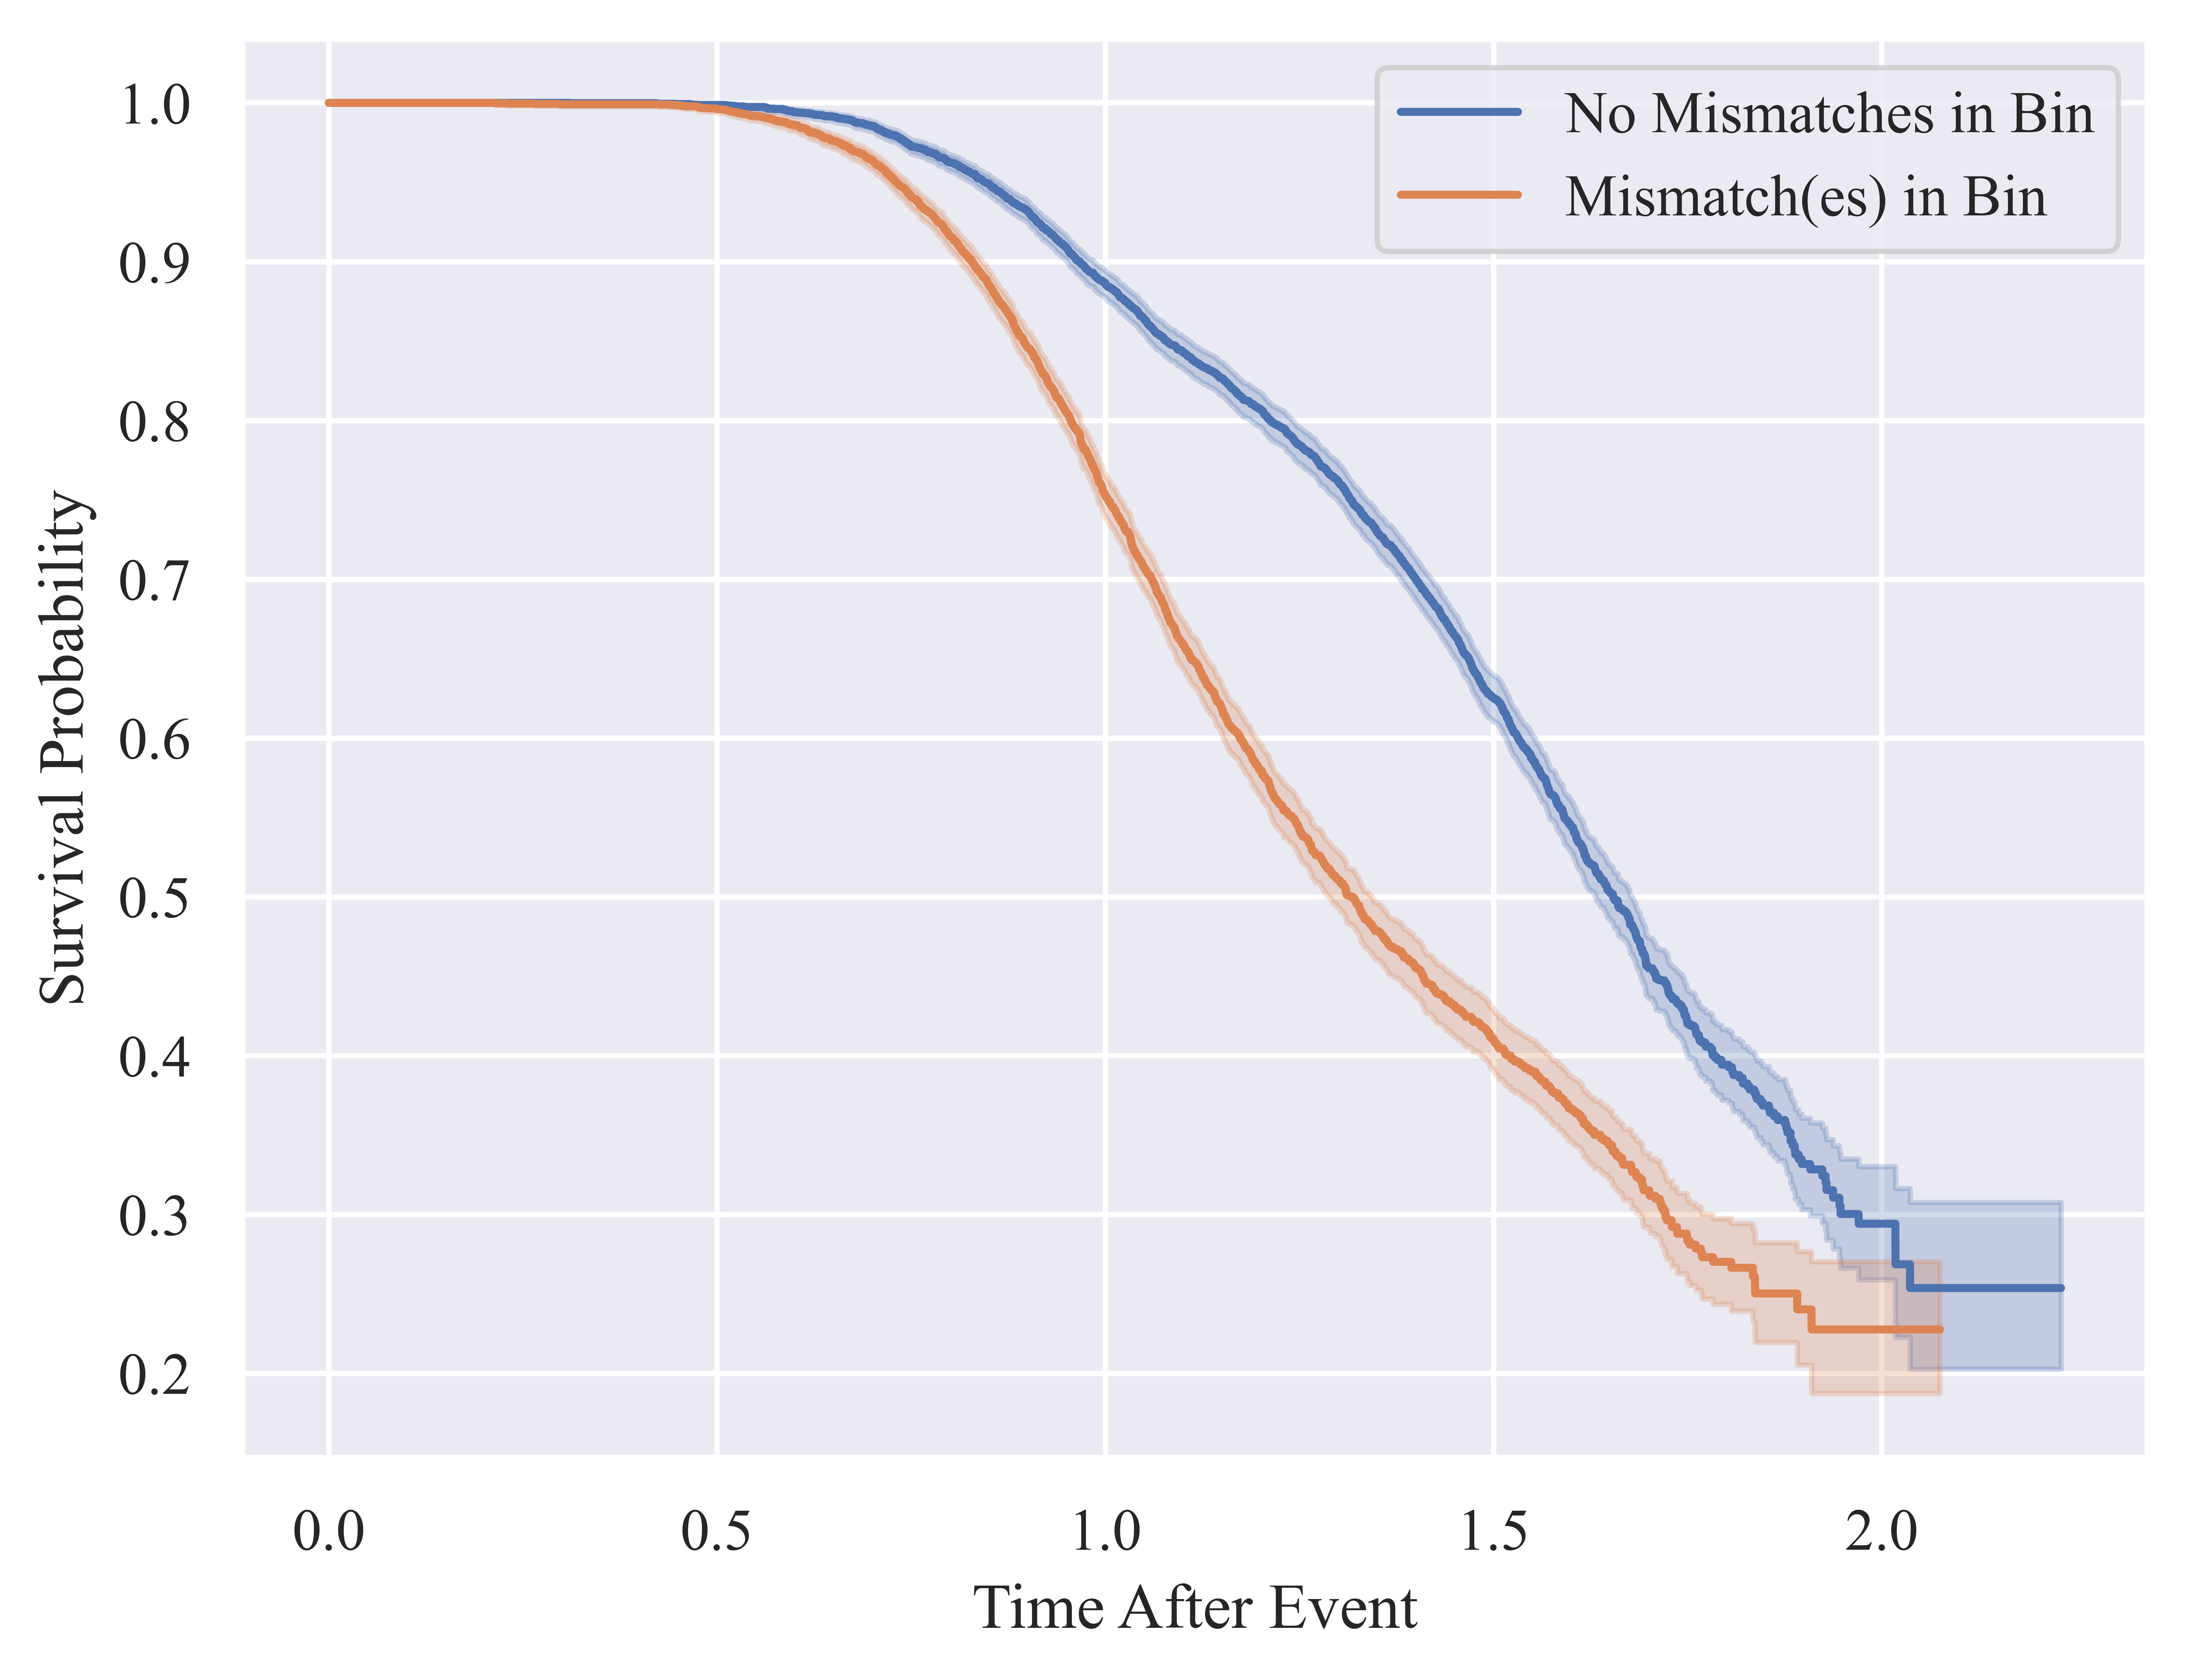 No Mismatches in Bin
Mismatch(es) in Bin
1.0
0.9
0.8
0.7
0.6
0.5
0.4
0.3
0.2
Survival Probability
0.0 0.5 1.0 1.5 2.0
Time After Event